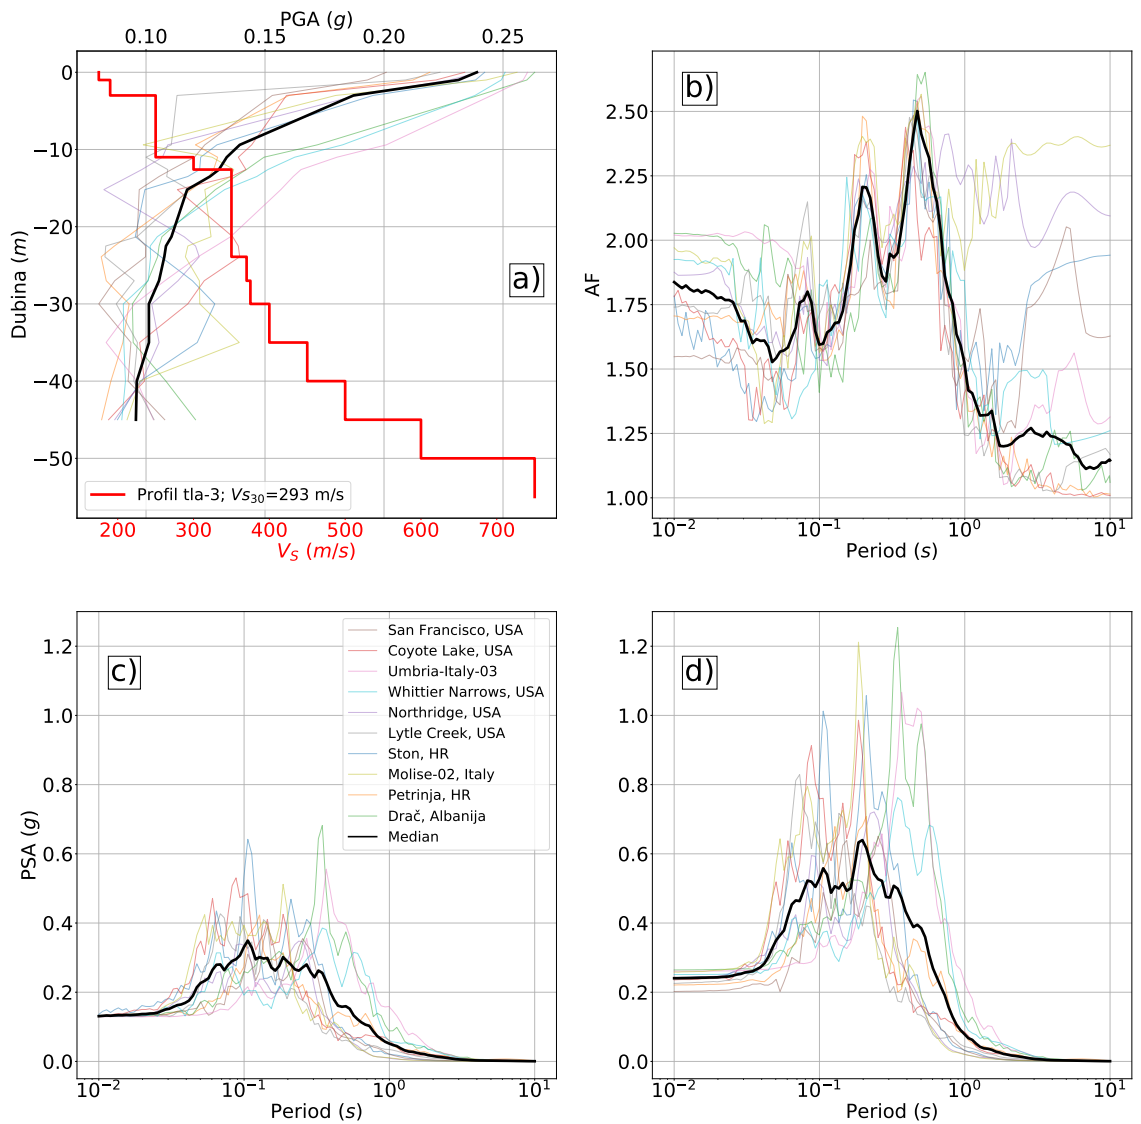 PGA (g)
0.10 0.15 0.20 0.25
0
−10
−20
−30
−40
−50
Dubina (m)
a)
Profil tla-3; Vs30=293 m/s
200 300 400 500 600 700
VS (m/s)
b)
2.50
2.25
2.00
1.75
1.50
1.25
1.00
AF
10−2 10−1 100 101
Period (s)
c)
1.2
1.0
0.8
0.6
0.4
0.2
0.0
PSA (g)
San Francisco, USA
Coyote Lake, USA
Umbria-Italy-03
Whittier Narrows, USA
Northridge, USA
Lytle Creek, USA
Ston, HR
Molise-02, Italy
Petrinja, HR
Drač, Albanija
Median
10−2 10−1 100 101
Period (s)
d)
1.2
1.0
0.8
0.6
0.4
0.2
0.0
10−2 10−1 100 101
Period (s)